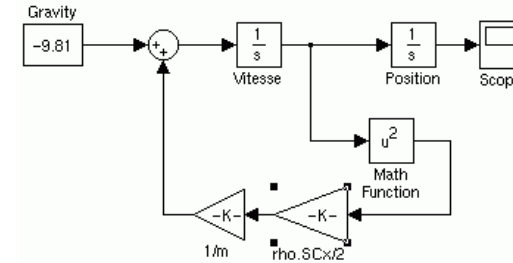 Gravity
-9.81
1
s
Vitesse
1
s
Position
Scop
u²
Math
Function
-K-
1/m
-K-
rho.SCx/2